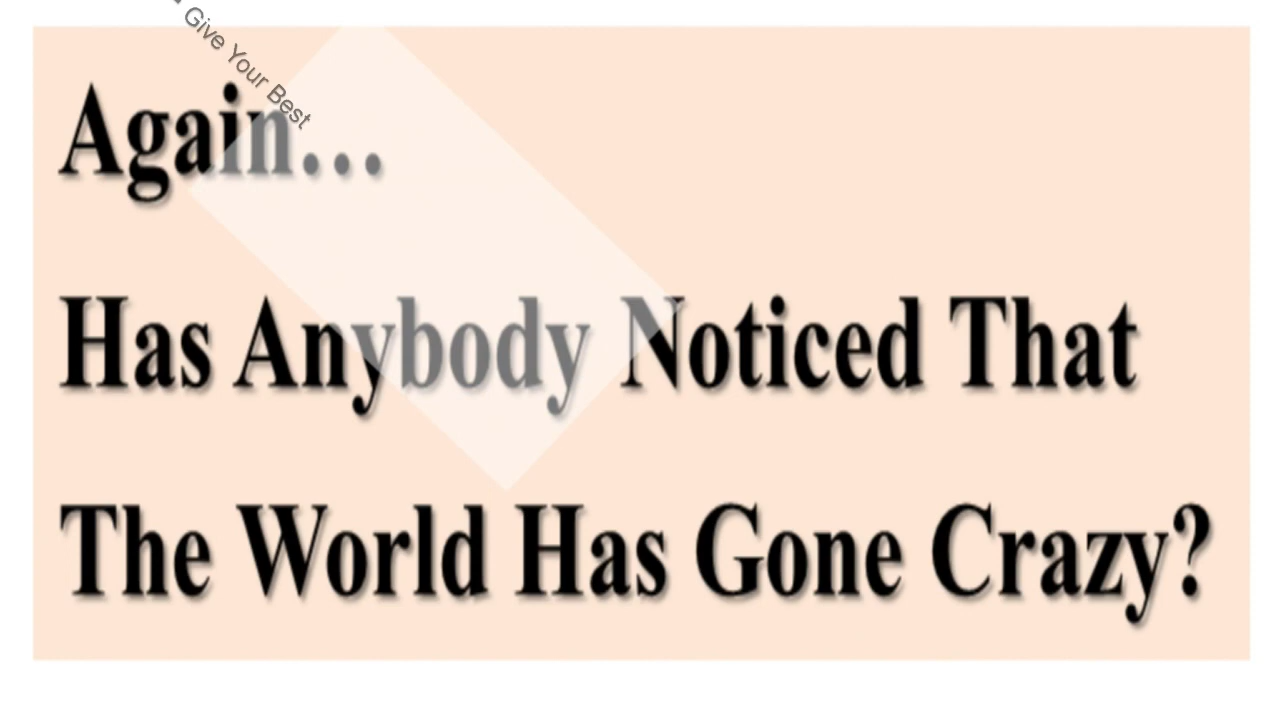 Give Your Best
Again...
Has Anybody Noticed That
The World Has Gone Crazy?